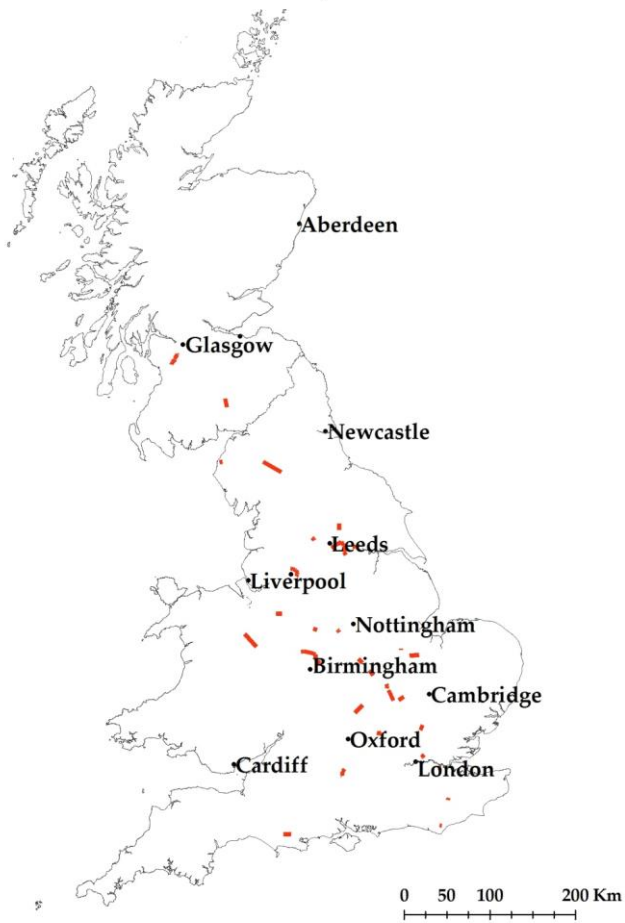 Aberdeen
Glasgow
Newcastle
Leeds
Liverpool
Nottingham
Birmingham
Cambridge
Oxford
Cardiff
London
0 50 100 200 Km